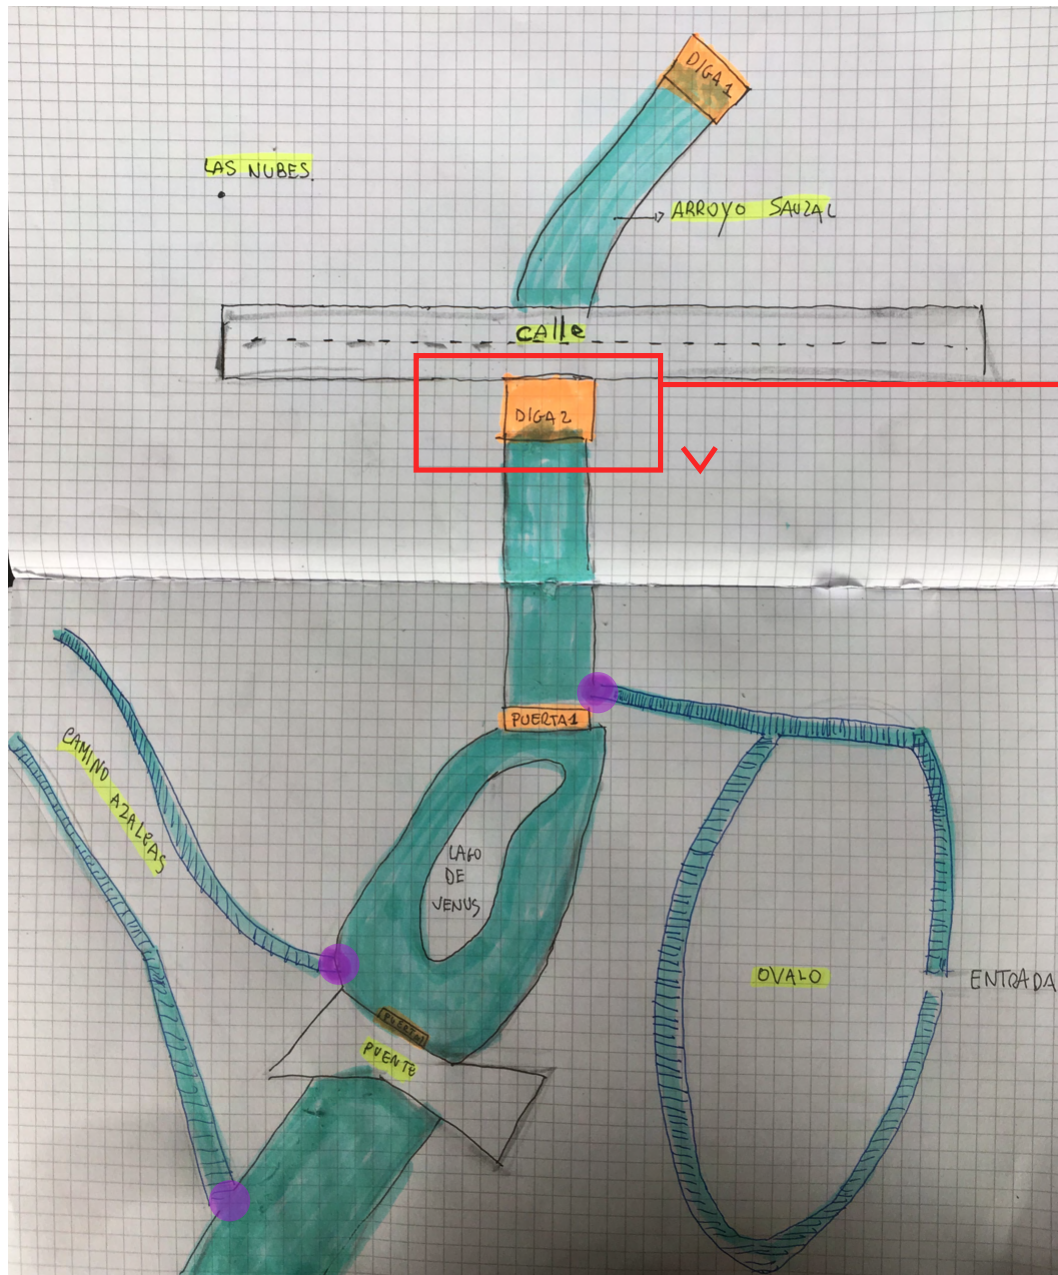 DIGA 1
LAS NUBES.
ARROYO SAUZAL
CALLE
DIGA 2
PUERTA 1
CAMINO AZALEAS
LAGO
DE
VENUS
OVALO
ENTRADA
PUENTE